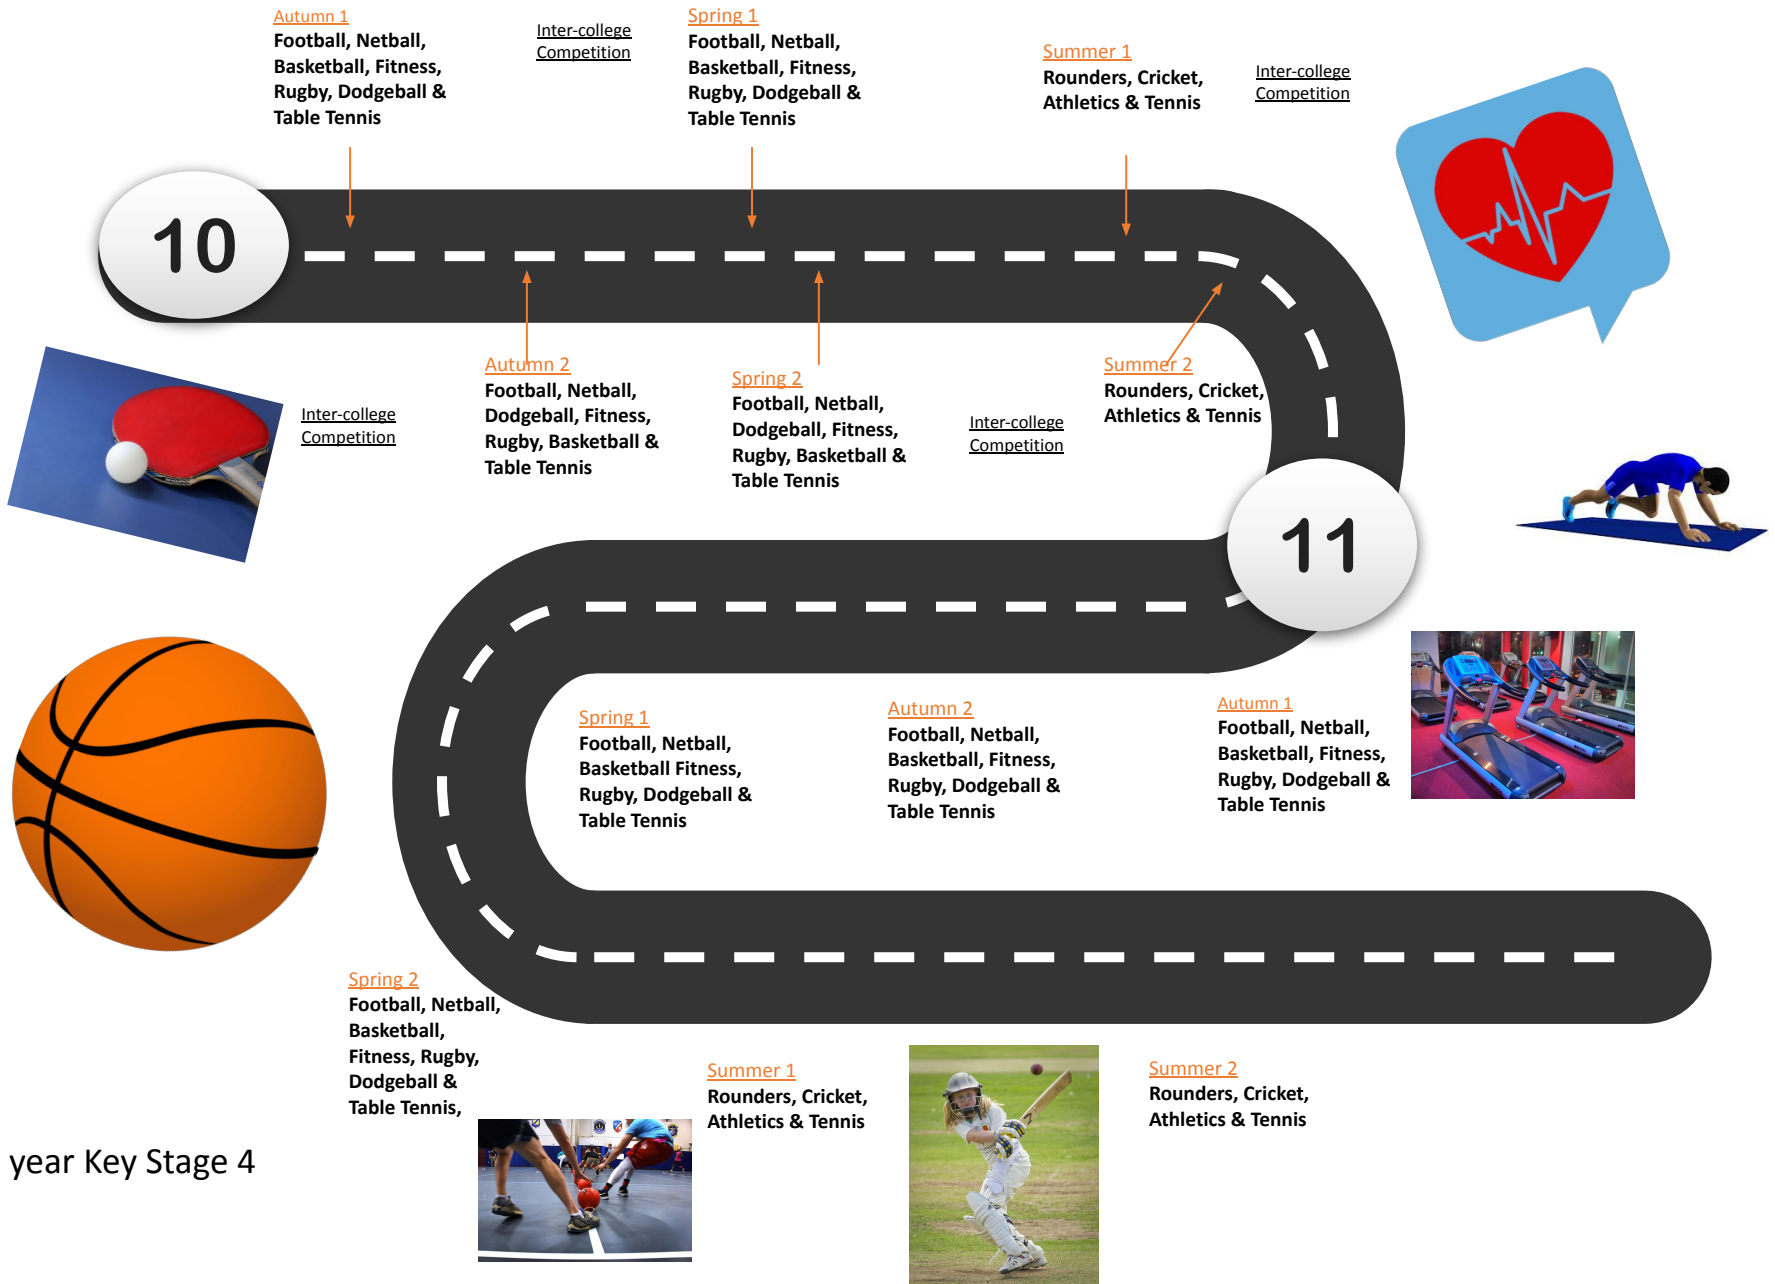 Autumn 1
Football, Netball,
Basketball, Fitness,
Rugby, Dodgeball &
Table Tennis
Inter-college
Competition
Spring 1
Football, Netball,
Basketball, Fitness,
Rugby, Dodgeball &
Table Tennis
Summer 1
Rounders, Cricket,
Athletics & Tennis
Inter-college
Competition
10
Inter-college
Competition
Autumn 2
Football, Netball,
Dodgeball, Fitness,
Rugby, Basketball &
Table Tennis
Spring 2
Football, Netball,
Dodgeball, Fitness,
Rugby, Basketball &
Table Tennis
Inter-college
Competition
Summer 2
Rounders, Cricket,
Athletics & Tennis
11
Spring 1
Football, Netball,
Basketball Fitness,
Rugby, Dodgeball &
Table Tennis
Autumn 2
Football, Netball,
Basketball, Fitness,
Rugby, Dodgeball &
Table Tennis
Autumn 1
Football, Netball,
Basketball, Fitness,
Rugby, Dodgeball &
Table Tennis
Spring 2
Football, Netball,
Basketball,
Fitness, Rugby,
Dodgeball &
Table Tennis,
Summer 1
Rounders, Cricket,
Athletics & Tennis
Summer 2
Rounders, Cricket,
Athletics & Tennis
year Key Stage 4